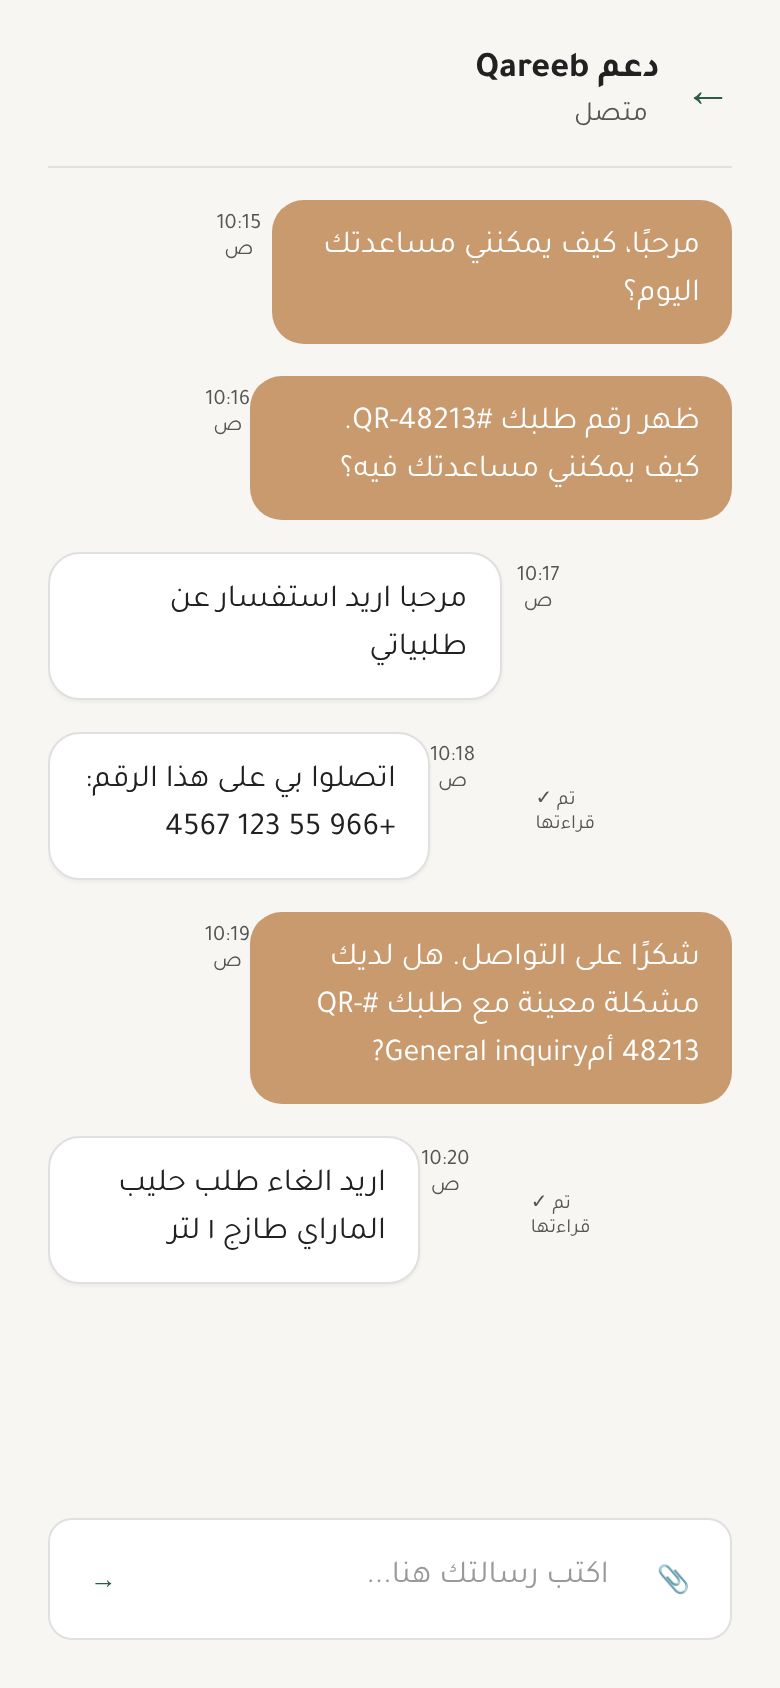 دعم Qareeb
متصل
←
مرحبًا، كيف يمكنني مساعدتك
اليوم؟
10:15
ص
ظهر رقم طلبك #QR-48213.
كيف يمكنني مساعدتك فيه؟
10:16
ص
مرحبا اريد استفسار عن
طلبياتي
10:17
ص
اتصلوا بي على هذا الرقم:
+966 55 123 4567
10:18
ص
تم ✓
قراءتها
شكرًا على التواصل. هل لديك
مشكلة معينة مع طلبك #QR-
48213 أمGeneral inquiry?
10:19
ص
اريد الغاء طلب حليب
الماراي طازج ١ لتر
10:20
ص
تم ✓
قراءتها
اكتب رسالتك هنا...
→